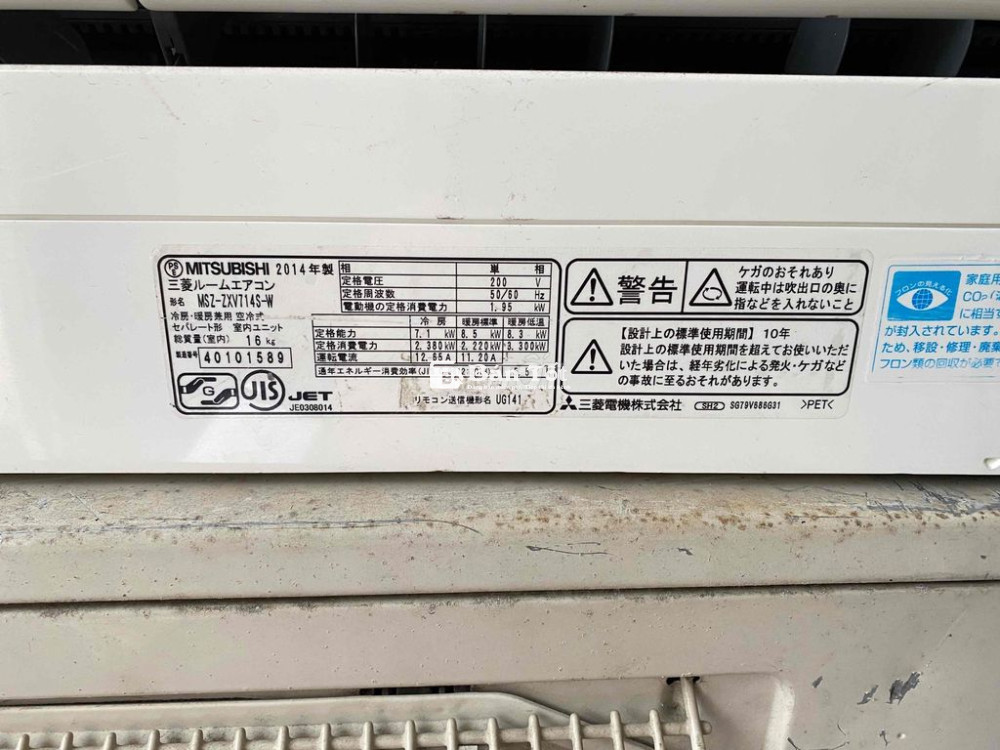 PS E
MITSUBISHI 2014年製
三菱ルームエアコン
形名 MSZ-ZXV714S-W
冷房・暖房兼用 空冷式
セパレート形 室内ユニット
総質量(室内) 16 kg
製造番号 40101589
相 単 相
定格電圧 200 V
定格周波数 50/60 Hz
電動機の定格消費電力 1.95 kW
冷 房 暖房標準 暖房低温
定格能力 7.1 kW 8.5 kW 8.3 kW
定格消費電力 2,380kW 2,220kW 3,300kW
運転電流 12.65A 11.20A
通年エネルギー消費効率(JI
G
JIS
JET
JE0308014
リモコン送信機形名 UG141
警告
ケガのおそれあり
運転中は吹出口の奥に
指などを入れないこと
【設計上の標準使用期間】10年
設計上の標準使用期間を超えてお使いいただ
いた場合は、経年劣化による発火・ケガなど
の事故に至るおそれがあります。
三菱電機株式会社 SH2 SG79V686G31 >PET<
フロンの見える化
家庭用
CO₂
に相当す
が封入されています。
ため、移設・修理・廃棄
フロン類の回収が必要で